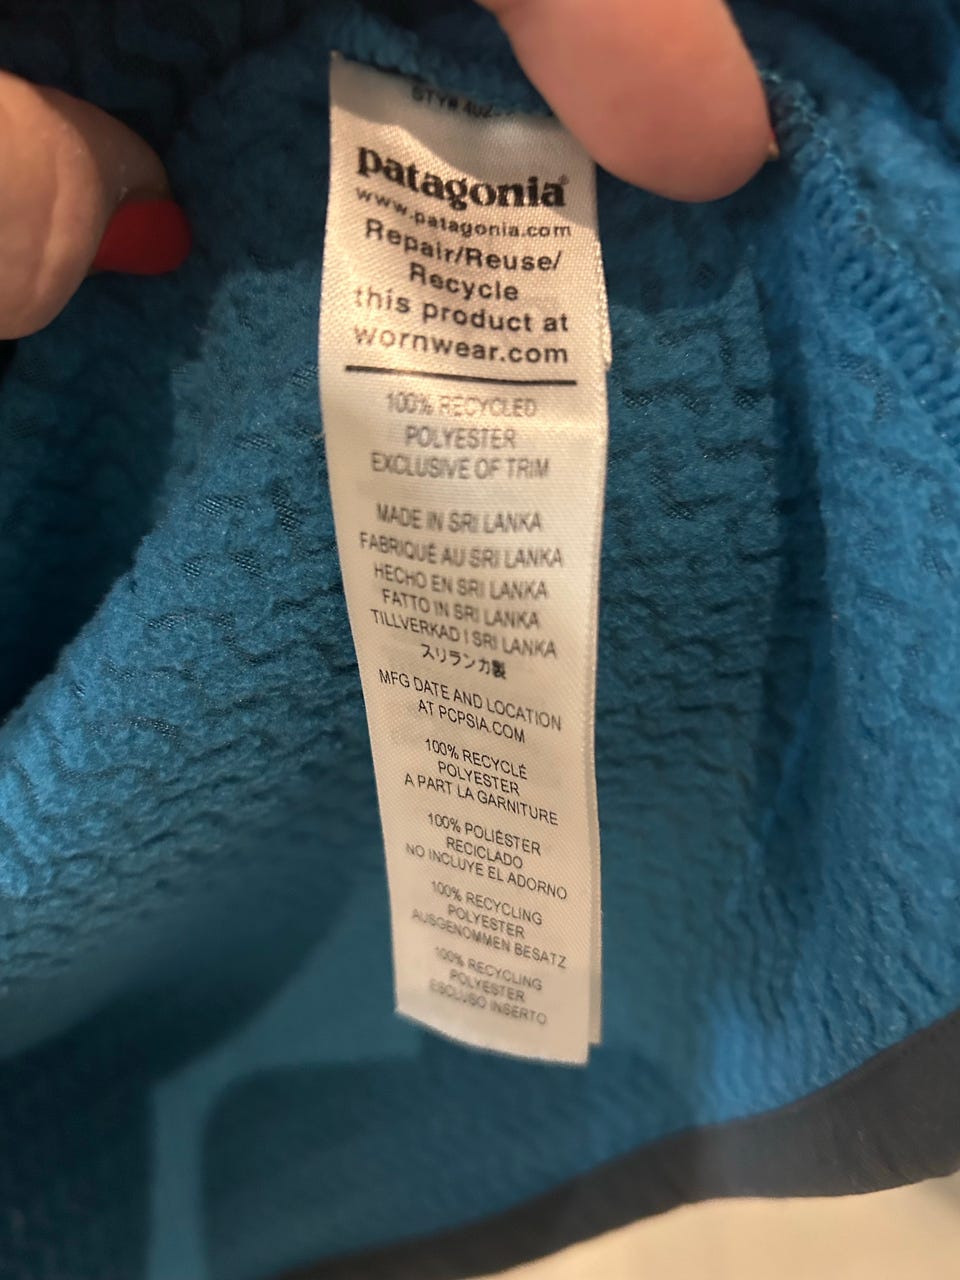 STY#
patagonia®
www.patagonia.com
Repair/Reuse/
Recycle
this product at
wornwear.com
100% RECYCLED
POLYESTER
EXCLUSIVE OF TRIM
MADE IN SRI LANKA
FABRIQUÉ AU SRI LANKA
HECHO EN SRI LANKA
FATTO IN SRI LANKA
TILLVERKAD I SRI LANKA
スリランカ製
MFG DATE AND LOCATION
AT PCPSIA.COM
100% RECYCLÉ
POLYESTER
A PART LA GARNITURE
100% POLIÉSTER
RECICLADO
NO INCLUYE EL ADORNO
100% RECYCLING
POLYESTER
AUSGENOMMEN BESATZ
100% RECYCLING
POLYESTER
ESCLUSO INSERTO